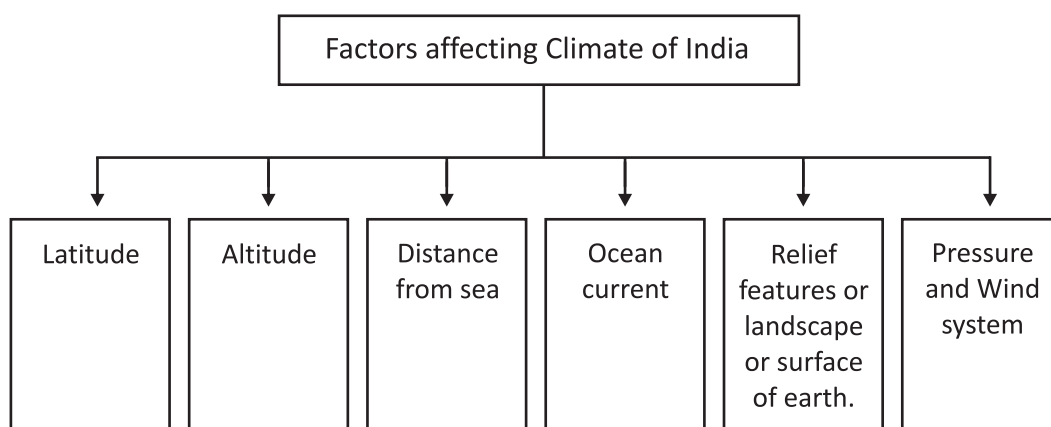 Factors affecting Climate of India
Latitude
Altitude
Distance
from sea
Ocean
current
Relief
features or
landscape
or surface
of earth.
Pressure
and Wind
system